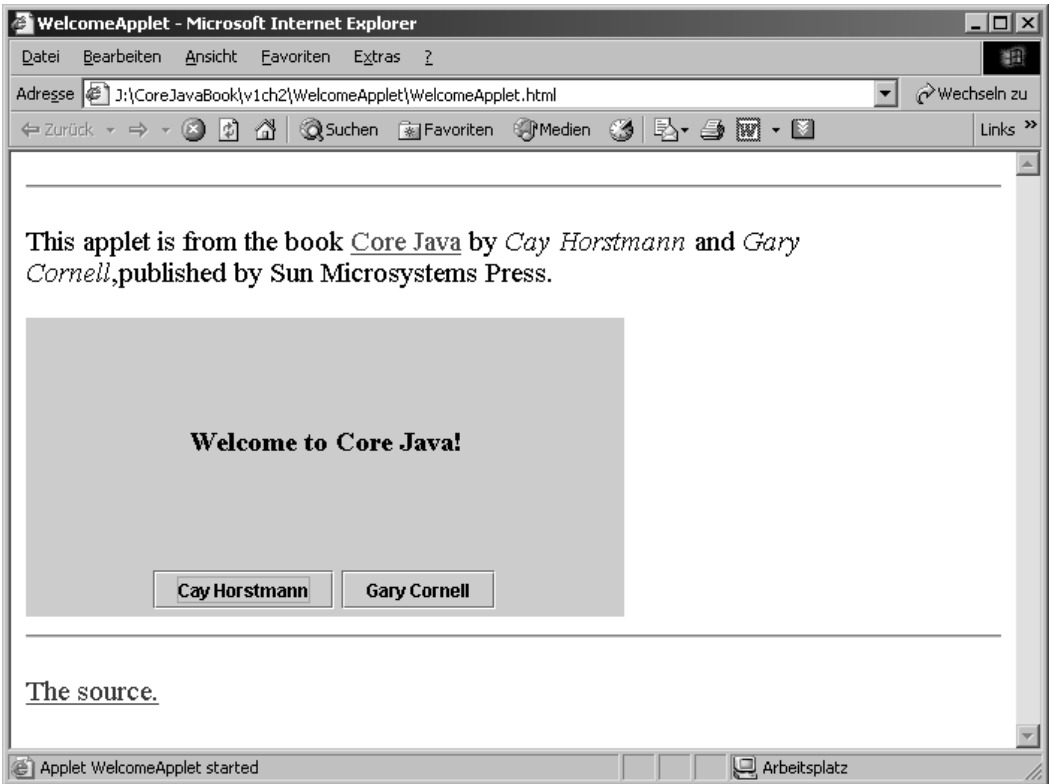 WelcomeApplet - Microsoft Internet Explorer
Datei Bearbeiten Ansicht Favoriten Extras ?
Adresse J:\CoreJavaBook\v1ch2\WelcomeApplet\WelcomeApplet.html Wechseln zu
Zurück Suchen Favoriten Medien Links »
This applet is from the book Core Java by Cay Horstmann and Gary
Cornell,published by Sun Microsystems Press.
Welcome to Core Java!
Cay Horstmann Gary Cornell
The source.
Applet WelcomeApplet started Arbeitsplatz